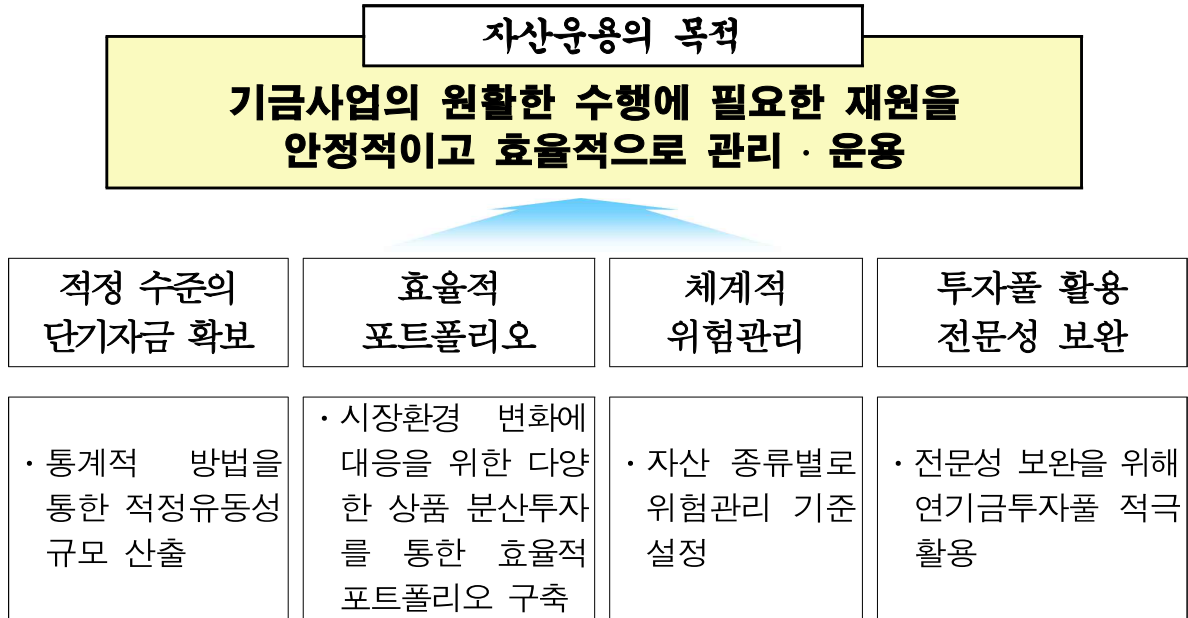 자산운용의 목적
기금사업의 원활한 수행에 필요한 재원을
안정적이고 효율적으로 관리 · 운용
적정 수준의
단기자금 확보
효율적
포트폴리오
체계적
위험관리
투자풀 활용
전문성 보완
· 통계적 방법을
통한 적정유동성
규모 산출
· 시장환경 변화에
대응을 위한 다양
한 상품 분산투자
를 통한 효율적
포트폴리오 구축
· 자산 종류별로
위험관리 기준
설정
· 전문성 보완을 위해
연기금투자풀 적극
활용